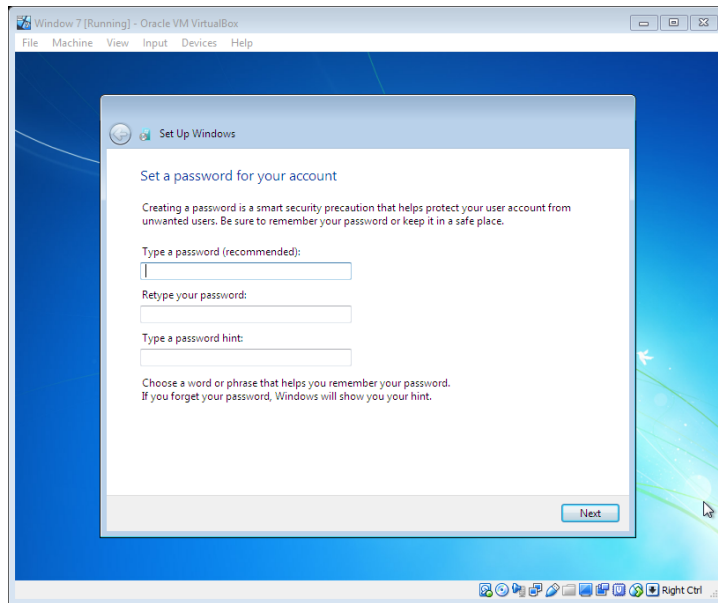 Window 7 [Running] - Oracle VM VirtualBox
File Machine View Input Devices Help
Set Up Windows
Set a password for your account
Creating a password is a smart security precaution that helps protect your user account from
unwanted users. Be sure to remember your password or keep it in a safe place.
Type a password (recommended):
Retype your password:
Type a password hint:
Choose a word or phrase that helps you remember your password.
If you forget your password, Windows will show you your hint.
Next
Right Ctrl